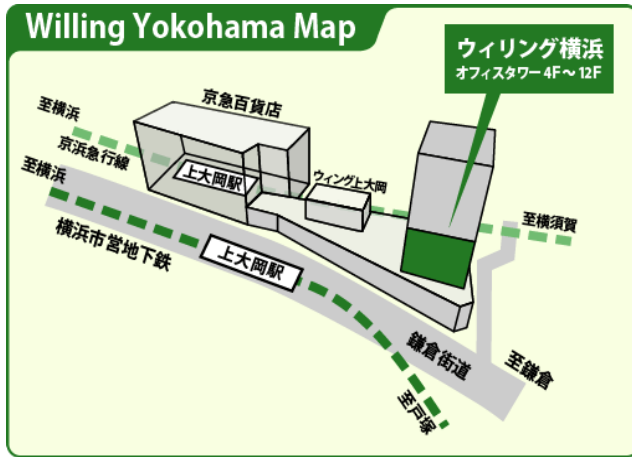 Willing Yokohama Map
ウィリング横浜
オフィスタワー4F～12F
京急百貨店
至横浜
京浜急行線
上大岡駅
ウィング上大岡
至横須賀
至横浜
横浜市営地下鉄
上大岡駅
鎌倉街道
至鎌倉
至戸塚